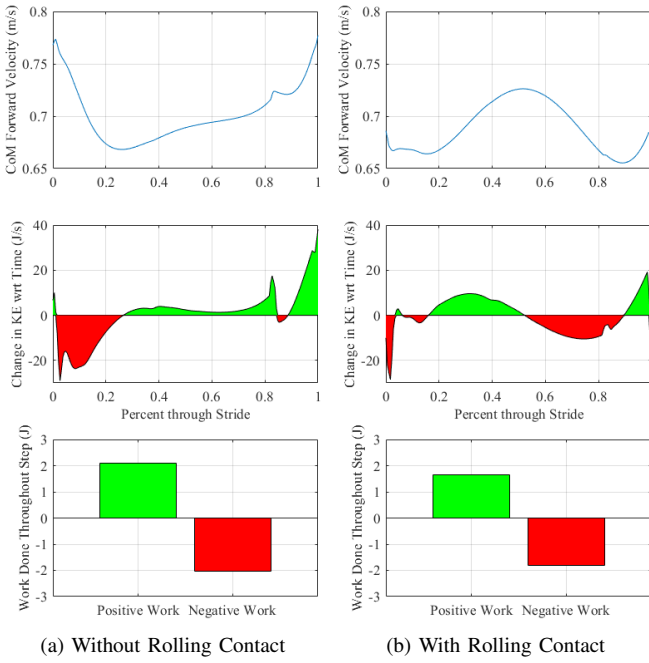 CoM Forward Velocity (m/s)
0.8
0.75
0.7
0.65
0 0.2 0.4 0.6 0.8 1
CoM Forward Velocity (m/s)
0.8
0.75
0.7
0.65
0 0.2 0.4 0.6 0.8
Change in KE wrt Time (J/s)
40
20
0
-20
0 0.2 0.4 0.6 0.8 1
Percent through Stride
Change in KE wrt Time (J/s)
40
20
0
-20
0 0.2 0.4 0.6 0.8
Percent through Stride
Work Done Throughout Step (J)
3
2
1
0
-1
-2
-3
Positive Work Negative Work
Work Done Throughout Step (J)
3
2
1
0
-1
-2
-3
Positive Work Negative Work
(a) Without Rolling Contact
(b) With Rolling Contact